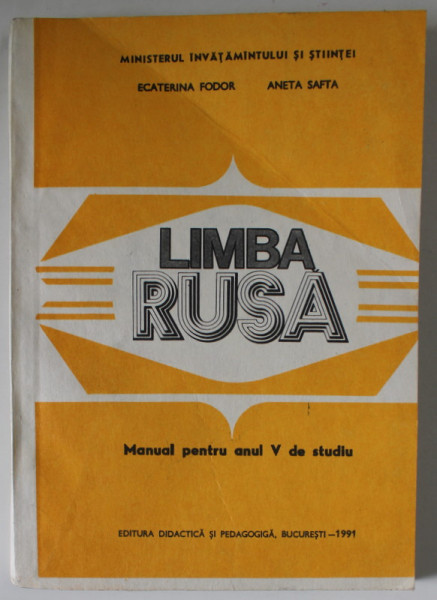 MINISTERUL ÎNVĂȚĂMÎNTULUI ȘI ȘTIINȚEI
ECATERINA FODOR ANETA SAFTA
LIMBA
RUSĂ
Manual pentru anul V de studiu
EDITURA DIDACTICĂ ȘI PEDAGOGIGĂ, BUCUREȘTI—1991